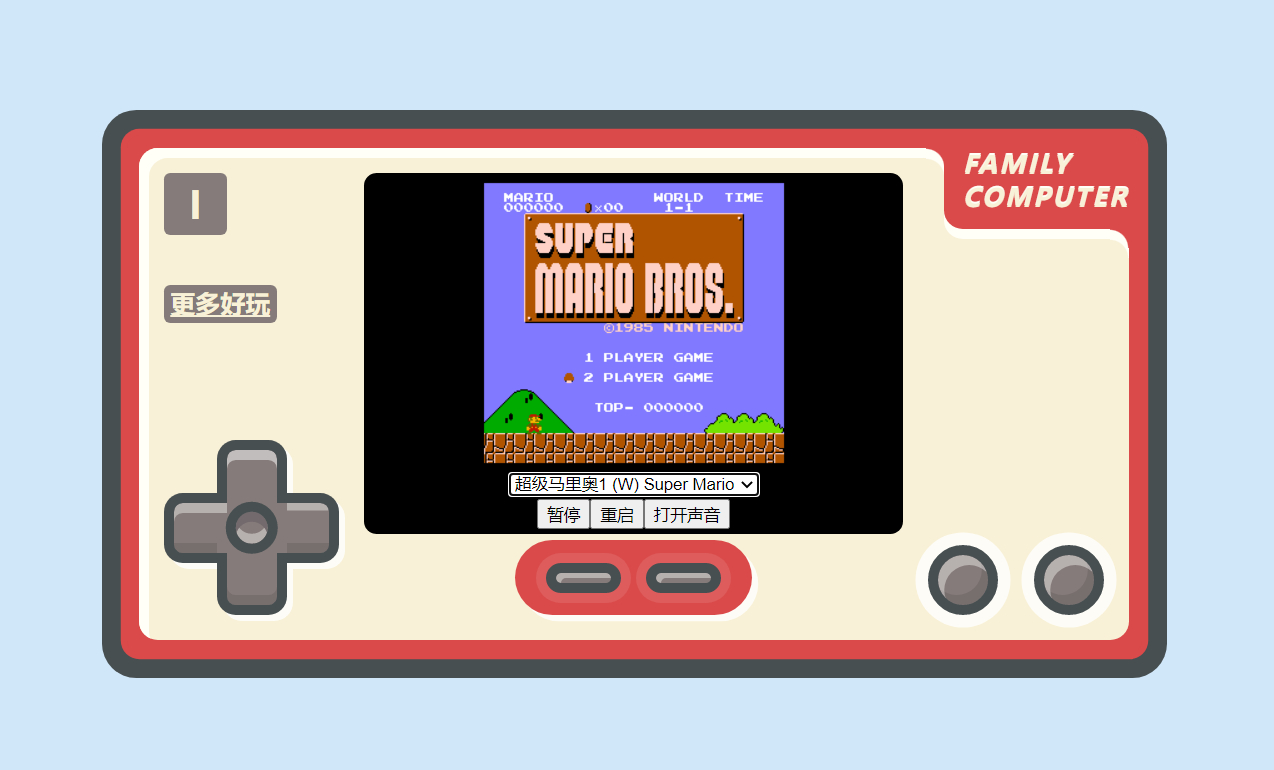 FAMILY
COMPUTER
I
更多好玩
MARIO WORLD TIME
000000 ×00 1-1
SUPER
MARIO BROS.
©1985 NINTENDO
1 PLAYER GAME
2 PLAYER GAME
TOP- 000000
超级马里奥1 (W) Super Mario
暂停 重启 打开声音